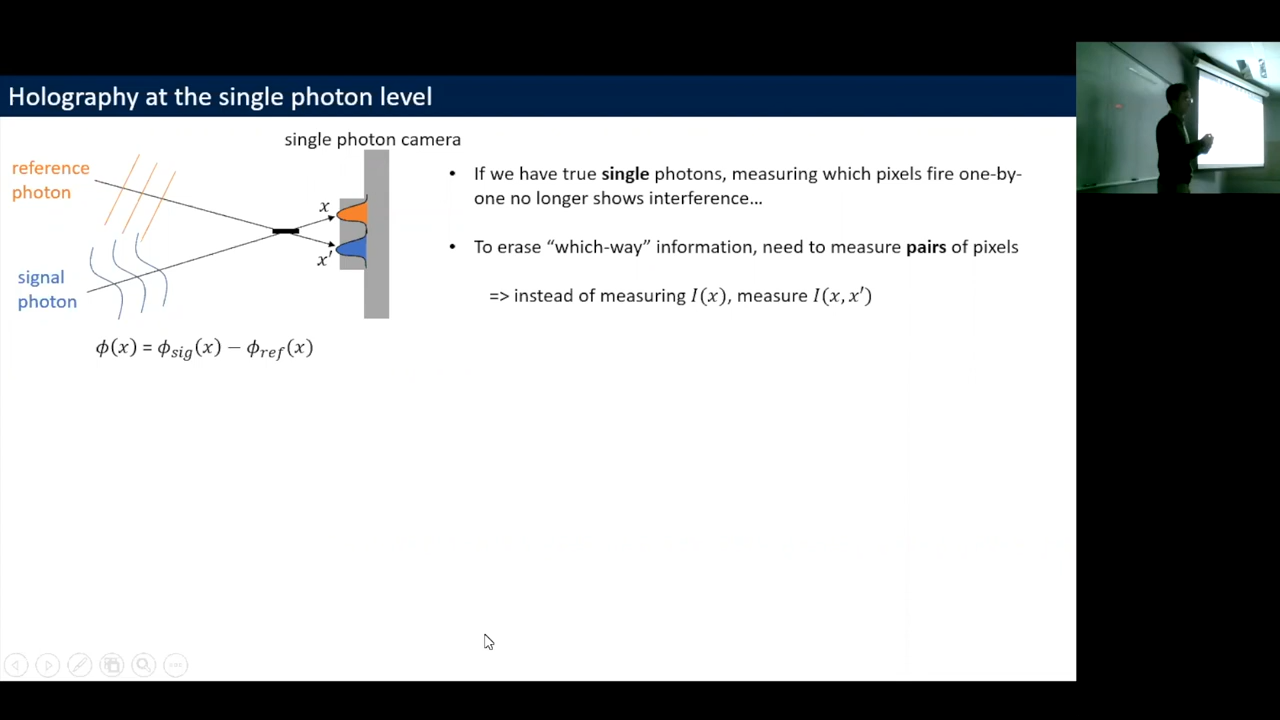 Holography at the single photon level
single photon camera
reference
photon
x
x′
signal
photon
ϕ(x) = ϕ_sig(x) − ϕ_ref(x)
• If we have true single photons, measuring which pixels fire one-by-
one no longer shows interference…
• To erase “which-way” information, need to measure pairs of pixels
=> instead of measuring I(x), measure I(x, x′)